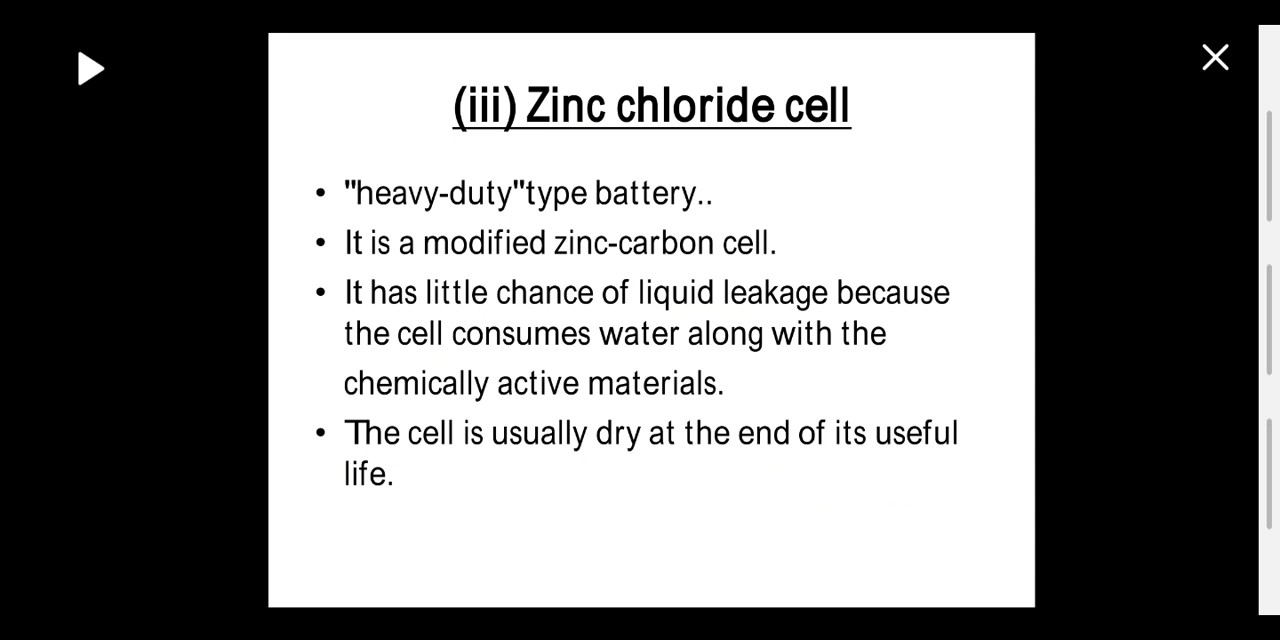 (iii) Zinc chloride cell
• "heavy-duty"type battery..
• It is a modified zinc-carbon cell.
• It has little chance of liquid leakage because
the cell consumes water along with the
chemically active materials.
• The cell is usually dry at the end of its useful
life.